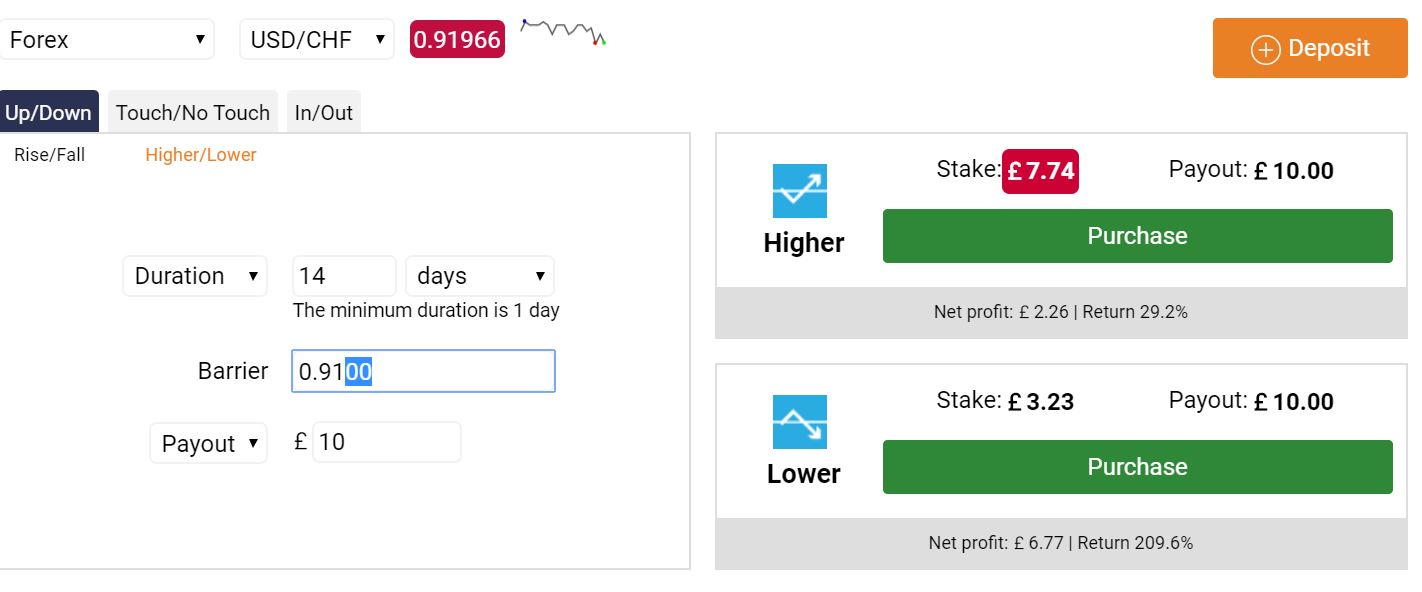 Forex ▼ USD/CHF ▼ 0.91966
+ Deposit
Up/Down Touch/No Touch In/Out
Rise/Fall Higher/Lower
Duration ▼ 14 days ▼
The minimum duration is 1 day
Barrier 0.9100
Payout ▼ £ 10
Stake: £ 7.74 Payout: £ 10.00
Higher Purchase
Net profit: £ 2.26 | Return 29.2%
Stake: £ 3.23 Payout: £ 10.00
Lower Purchase
Net profit: £ 6.77 | Return 209.6%